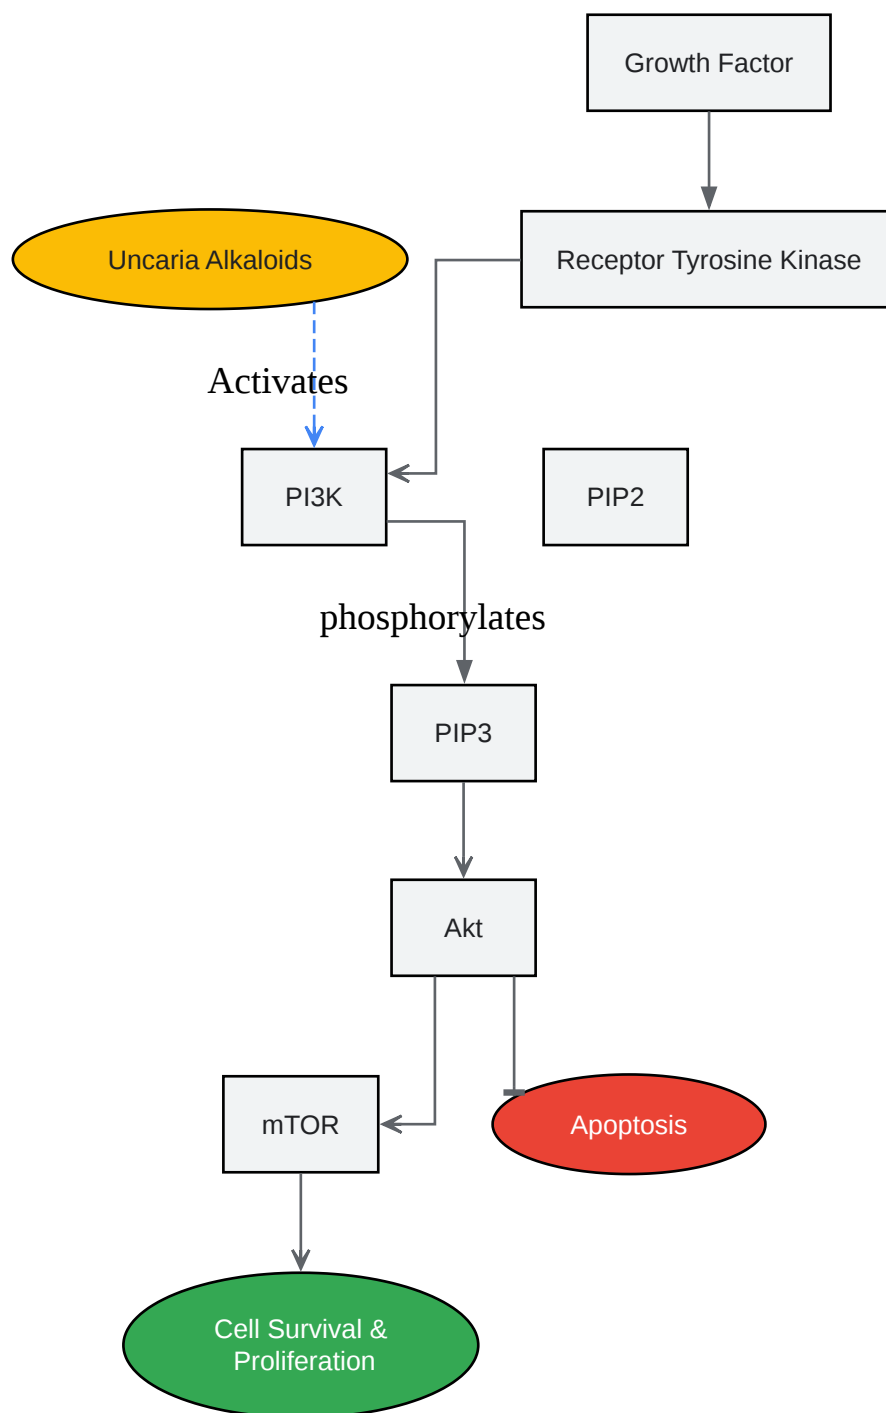 Growth Factor
Uncaria Alkaloids
Receptor Tyrosine Kinase
Activates
PI3K
PIP2
phosphorylates
PIP3
Akt
mTOR
Apoptosis
Cell Survival &
Proliferation